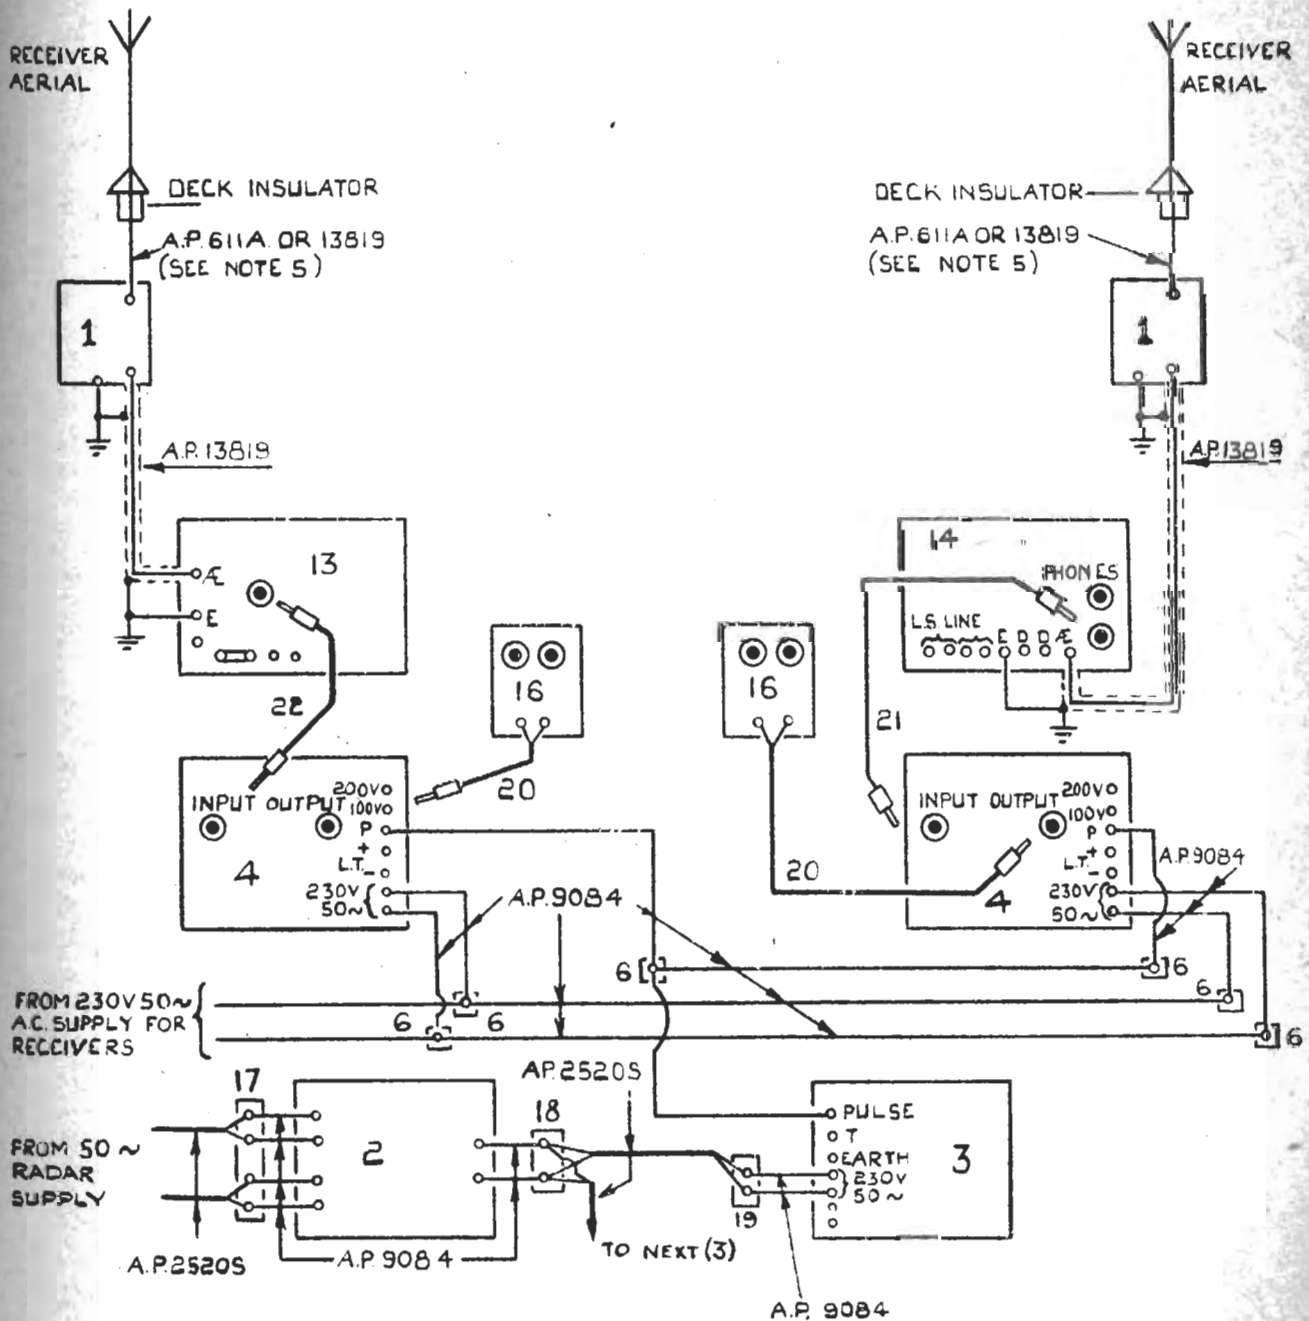 RECEIVER
AERIAL
RECEIVER
AERIAL
DECK INSULATOR
DECK INSULATOR
A.P. 611A OR 13819
(SEE NOTE 5)
A.P. 611A OR 13819
(SEE NOTE 5)
1
1
A.P. 13819
A.P. 13819
13
Æ
E
14
PHONES
L.S. LINE E D D Æ
16
16
22
21
20
20
INPUT OUTPUT
200V
100V
P
+
L.T.
-
230V
50~
4
INPUT OUTPUT
200V
100V
P
+
L.T.
-
230V
50~
4
A.P. 9084
A.P. 9084
6
6
6
6
6
6
FROM 230V 50~
A.C. SUPPLY FOR
RECEIVERS
17
18
A.P. 2520S
2
PULSE
T
EARTH
230V
50~
3
FROM 50~
RADAR
SUPPLY
19
A.P. 2520S
A.P. 9084
TO NEXT (3)
A.P. 9084